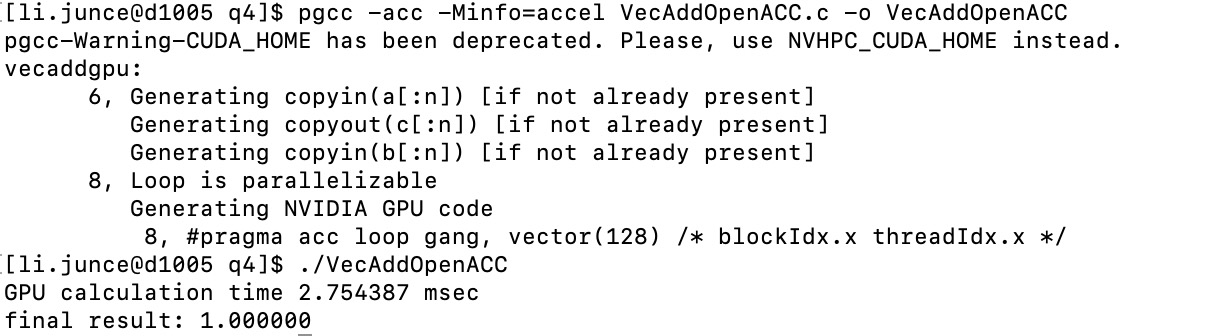 [li.junce@d1005 q4]$ pgcc -acc -Minfo=accel VecAddOpenACC.c -o VecAddOpenACC
pgcc-Warning-CUDA_HOME has been deprecated. Please, use NVHPC_CUDA_HOME instead.
vecaddgpu:
      6, Generating copyin(a[:n]) [if not already present]
         Generating copyout(c[:n]) [if not already present]
         Generating copyin(b[:n]) [if not already present]
      8, Loop is parallelizable
         Generating NVIDIA GPU code
          8, #pragma acc loop gang, vector(128) /* blockIdx.x threadIdx.x */
[li.junce@d1005 q4]$ ./VecAddOpenACC
GPU calculation time 2.754387 msec
final result: 1.000000